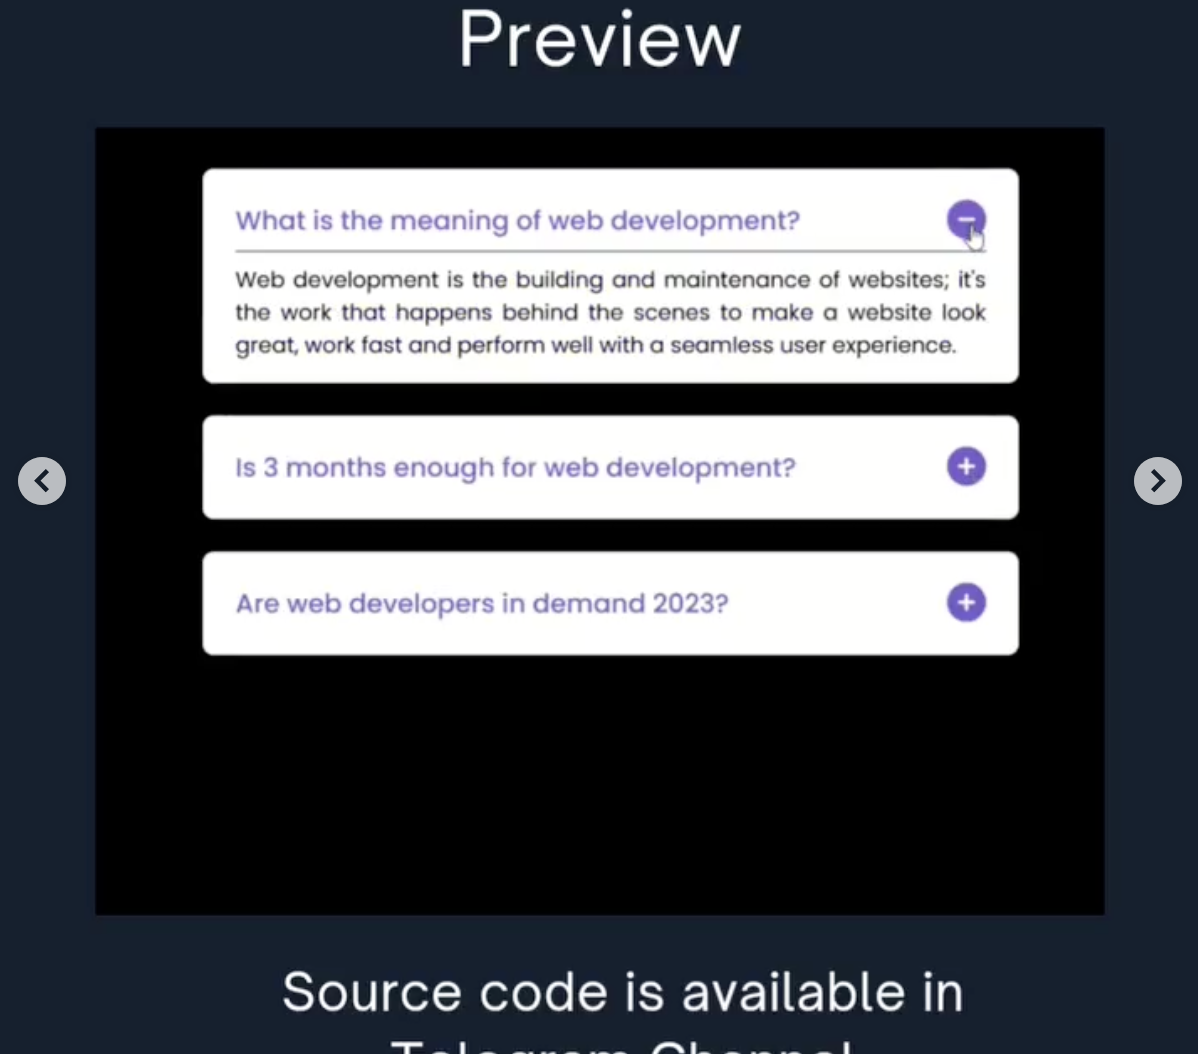 Preview
What is the meaning of web development?
Web development is the building and maintenance of websites; it's
the work that happens behind the scenes to make a website look
great, work fast and perform well with a seamless user experience.
Is 3 months enough for web development?
Are web developers in demand 2023?
Source code is available in
Telegram Channel